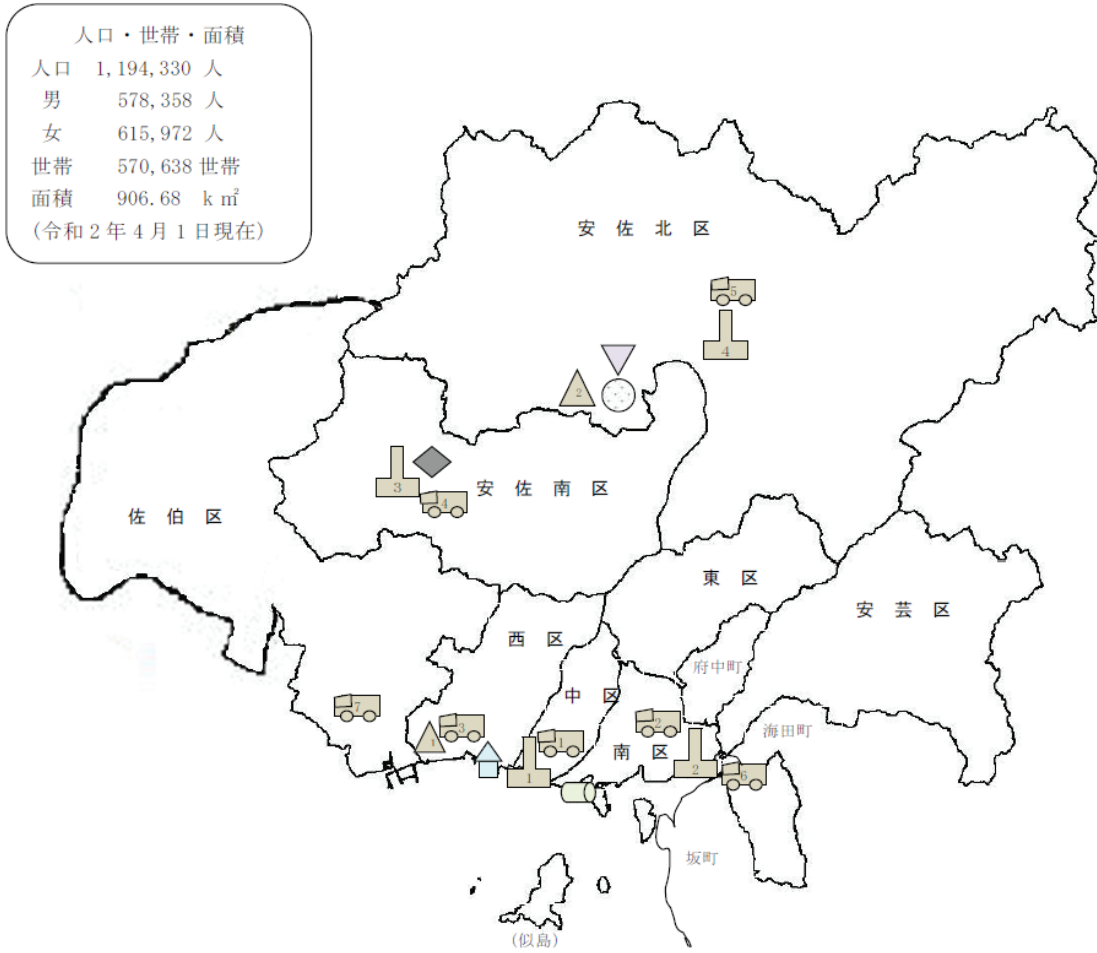 人口・世帯・面積
人口 1,194,330 人
男 578,358 人
女 615,972 人
世帯 570,638 世帯
面積 906.68 k㎡
(令和2年4月1日現在)
安佐北区
5
4
2
3
4
安佐南区
佐伯区
東区
安芸区
西区
府中町
中区
7
3
1
1
2
南区
海田町
1
2
6
坂町
(似島)